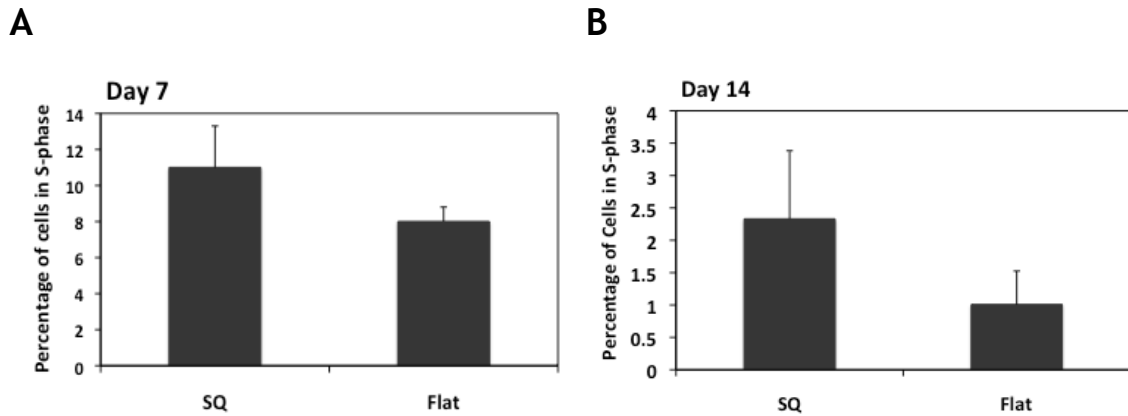 A
Day 7
Percentage of cells in S-phase
14
12
10
8
6
4
2
0
SQ
Flat
B
Day 14
Percentage of Cells in S-phase
4
3.5
3
2.5
2
1.5
1
0.5
0
SQ
Flat